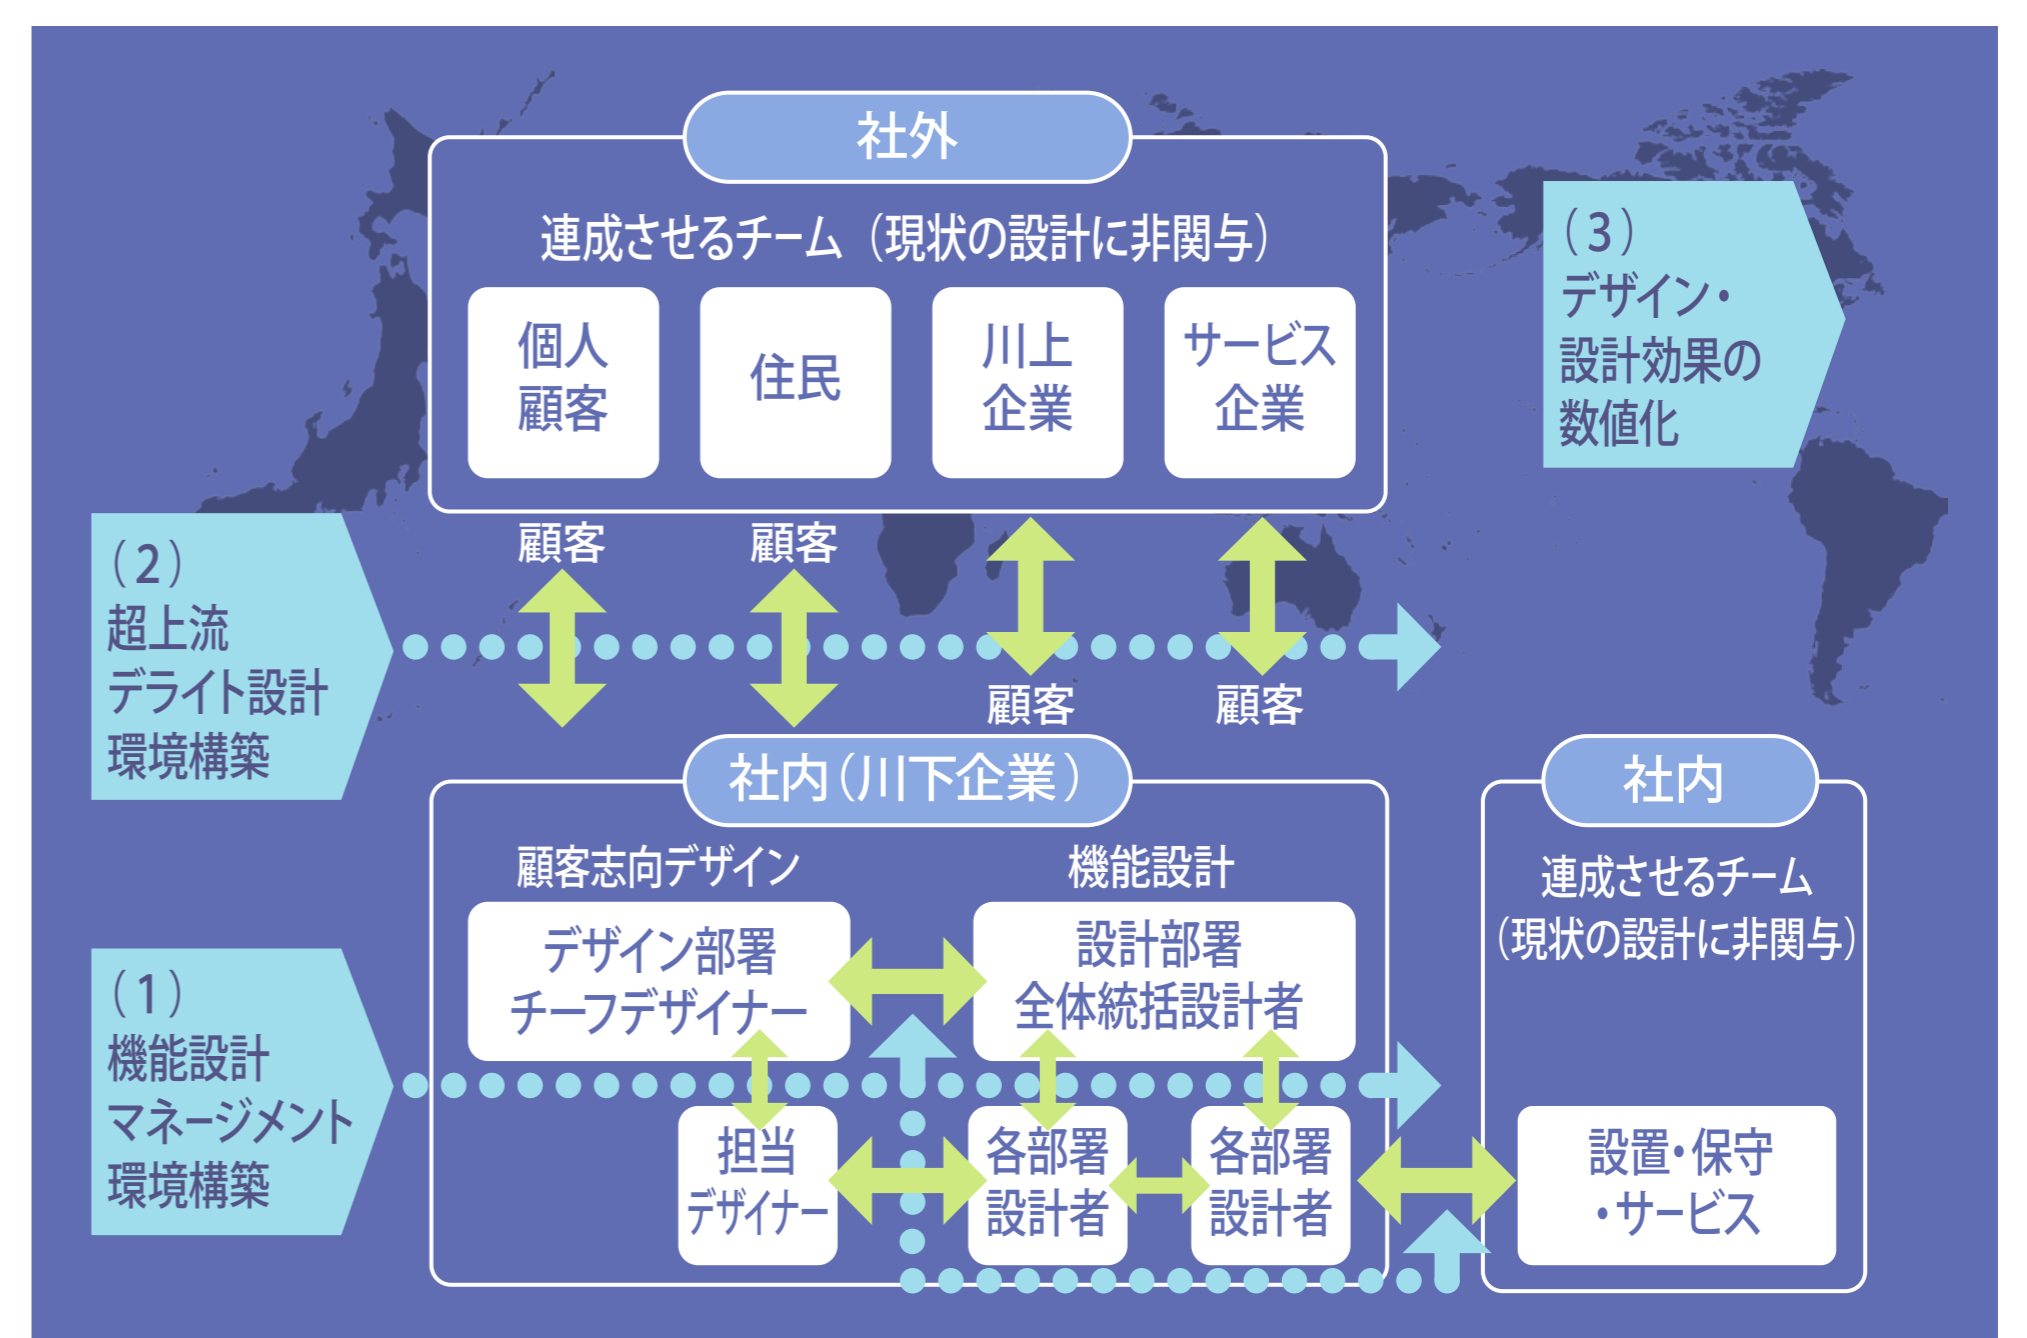 社外
連成させるチーム（現状の設計に非関与）
個人
顧客
住民
川上
企業
サービス
企業
（3）
デザイン・
設計効果の
数値化
顧客
顧客
顧客
顧客
（2）
超上流
デライト設計
環境構築
社内（川下企業）
顧客志向デザイン
機能設計
デザイン部署
チーフデザイナー
設計部署
全体統括設計者
担当
デザイナー
各部署
設計者
各部署
設計者
社内
連成させるチーム
（現状の設計に非関与）
設置・保守
・サービス
（1）
機能設計
マネージメント
環境構築